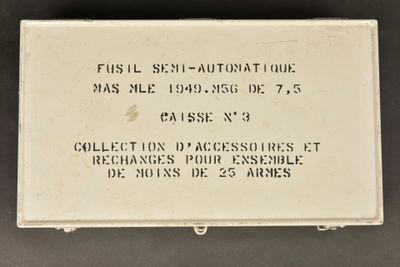 FUSIL SEMI-AUTOMATIQUE
MAS MLE 1949.M56 DE 7,5
CAISSE N°3
COLLECTION D'ACCESSOIRES ET
RECHANGES POUR ENSEMBLE
DE MOINS DE 25 ARMES